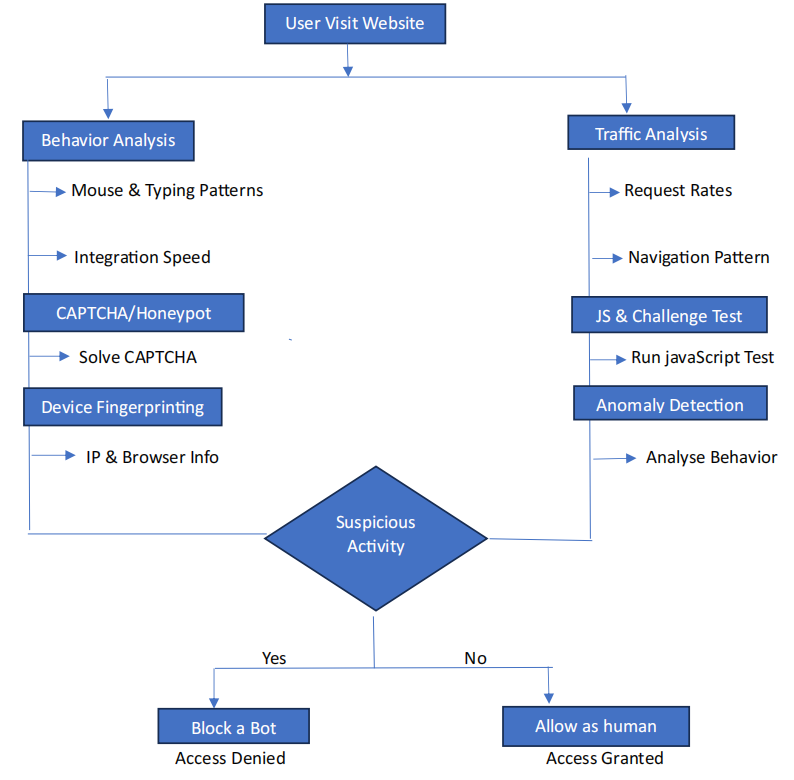 User Visit Website
Behavior Analysis
Mouse & Typing Patterns
Integration Speed
CAPTCHA/Honeypot
Solve CAPTCHA
Device Fingerprinting
IP & Browser Info
Traffic Analysis
Request Rates
Navigation Pattern
JS & Challenge Test
Run javaScript Test
Anomaly Detection
Analyse Behavior
Suspicious
Activity
Yes
No
Block a Bot
Access Denied
Allow as human
Access Granted